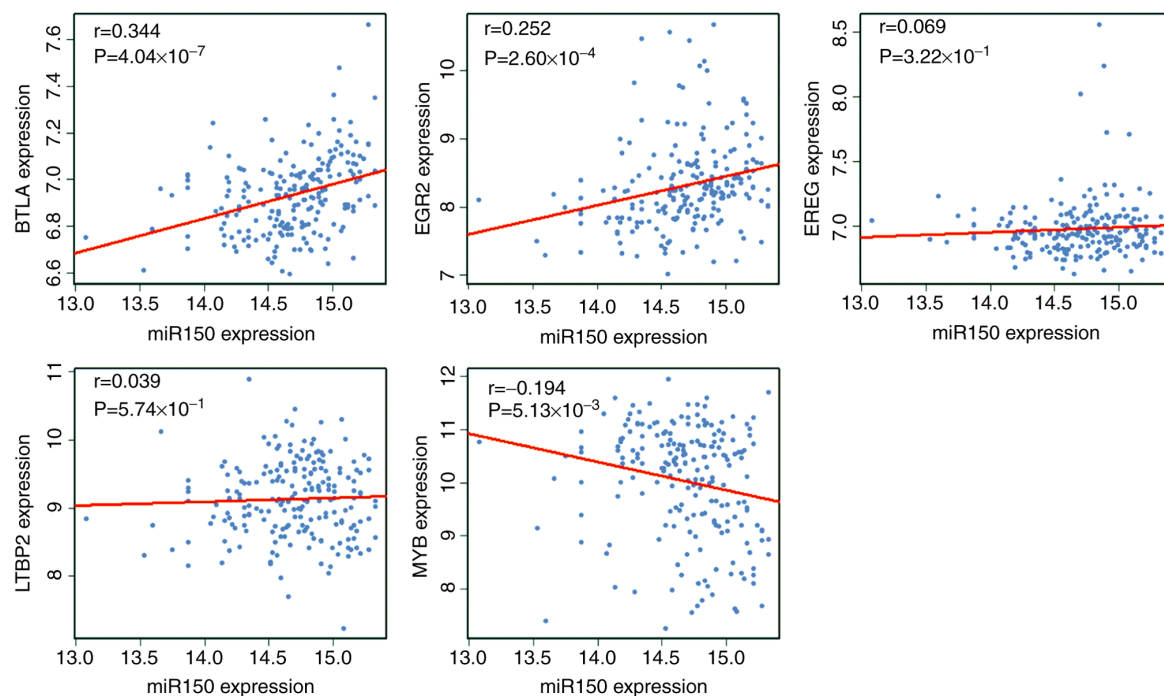 r=0.344
P=4.04×10⁻⁷
BTLA expression
7.6
7.4
7.2
7.0
6.8
6.6
13.0 13.5 14.0 14.5 15.0
miR150 expression
r=0.252
P=2.60×10⁻⁴
EGR2 expression
10
9
8
7
13.0 13.5 14.0 14.5 15.0
miR150 expression
r=0.069
P=3.22×10⁻¹
EREG expression
8.5
8.0
7.5
7.0
13.0 13.5 14.0 14.5 15.0
miR150 expression
r=0.039
P=5.74×10⁻¹
LTBP2 expression
11
10
9
8
13.0 13.5 14.0 14.5 15.0
miR150 expression
r=−0.194
P=5.13×10⁻³
MYB expression
12
11
10
9
8
13.0 13.5 14.0 14.5 15.0
miR150 expression